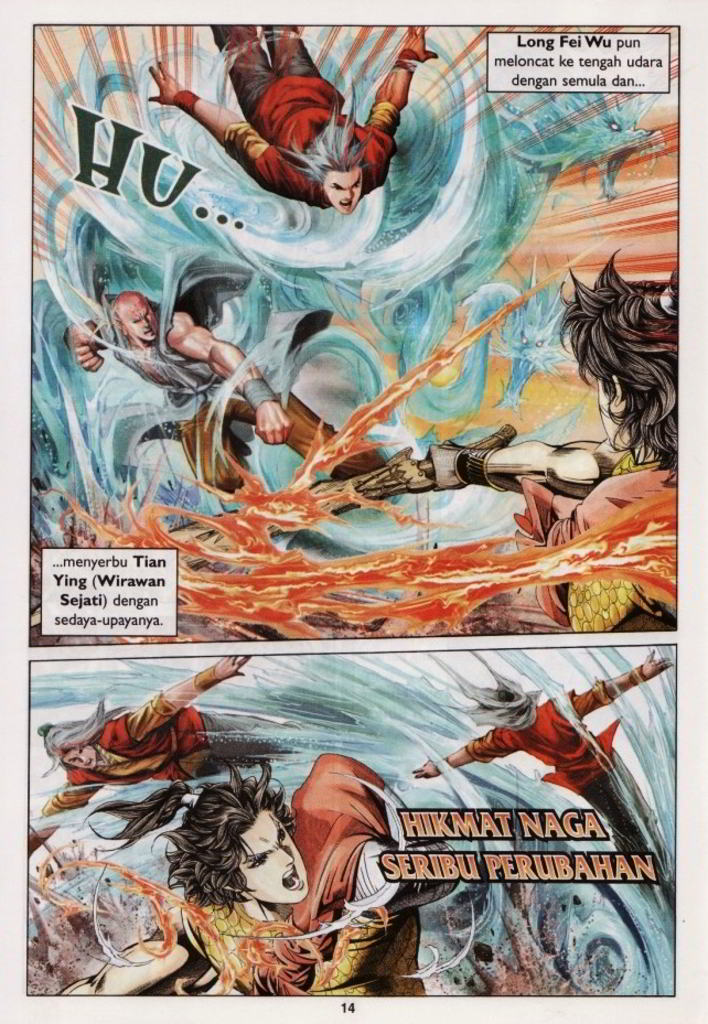 Long Fei Wu pun
meloncat ke tengah udara
dengan semula dan...
HU...
...menyerbu Tian
Ying (Wirawan
Sejati) dengan
sedaya-upayanya.
HIKMAT NAGA
SERIBU PERUBAHAN
14